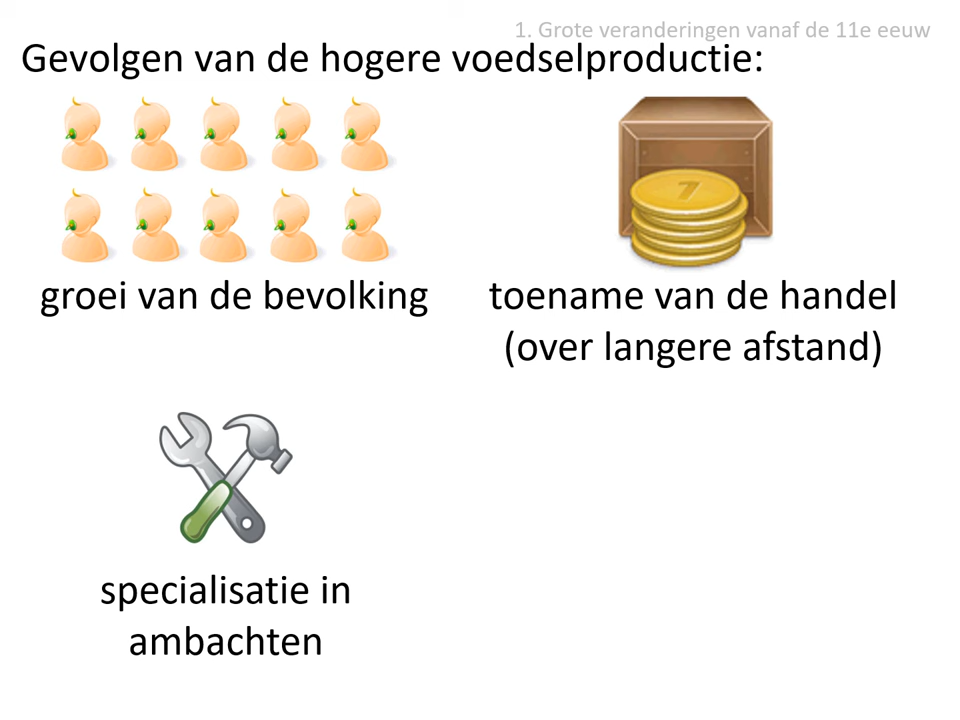 1. Grote veranderingen vanaf de 11e eeuw
Gevolgen van de hogere voedselproductie:
groei van de bevolking
toename van de handel
(over langere afstand)
specialisatie in
ambachten